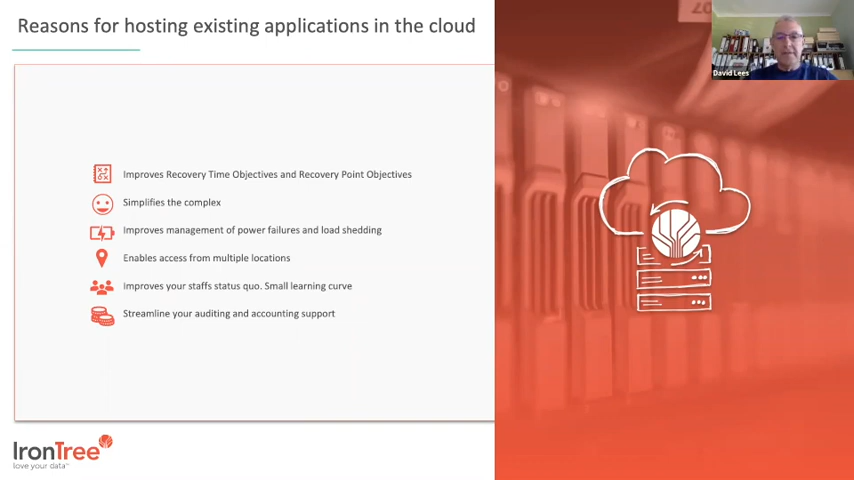 Reasons for hosting existing applications in the cloud
David Lees
Improves Recovery Time Objectives and Recovery Point Objectives
Simplifies the complex
Improves management of power failures and load shedding
Enables access from multiple locations
Improves your staffs status quo. Small learning curve
Streamline your auditing and accounting support
IronTree
love your data™